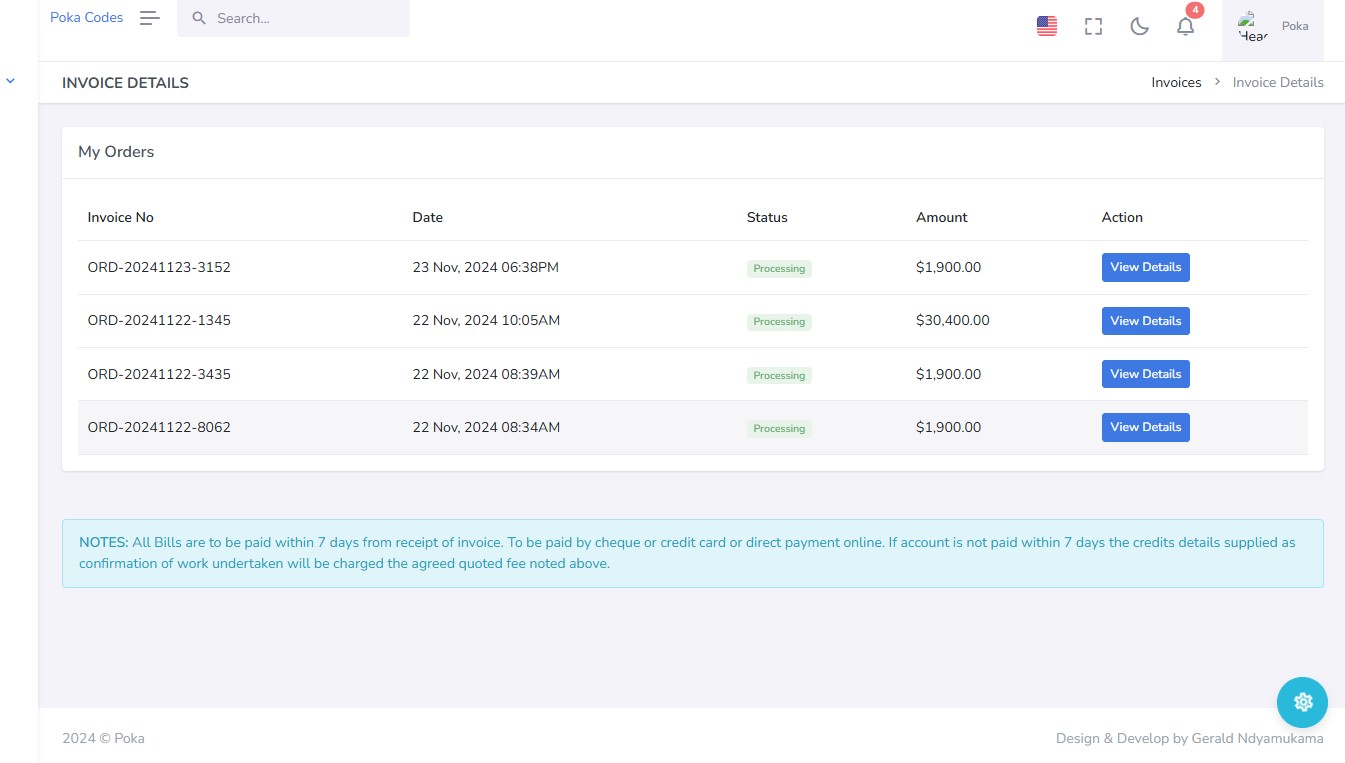 Poka Codes
Search...
4
Poka
INVOICE DETAILS
Invoices > Invoice Details
My Orders
Invoice No Date Status Amount Action
ORD-20241123-3152 23 Nov, 2024 06:38PM Processing $1,900.00 View Details
ORD-20241122-1345 22 Nov, 2024 10:05AM Processing $30,400.00 View Details
ORD-20241122-3435 22 Nov, 2024 08:39AM Processing $1,900.00 View Details
ORD-20241122-8062 22 Nov, 2024 08:34AM Processing $1,900.00 View Details
NOTES: All Bills are to be paid within 7 days from receipt of invoice. To be paid by cheque or credit card or direct payment online. If account is not paid within 7 days the credits details supplied as
confirmation of work undertaken will be charged the agreed quoted fee noted above.
2024 © Poka
Design & Develop by Gerald Ndyamukama